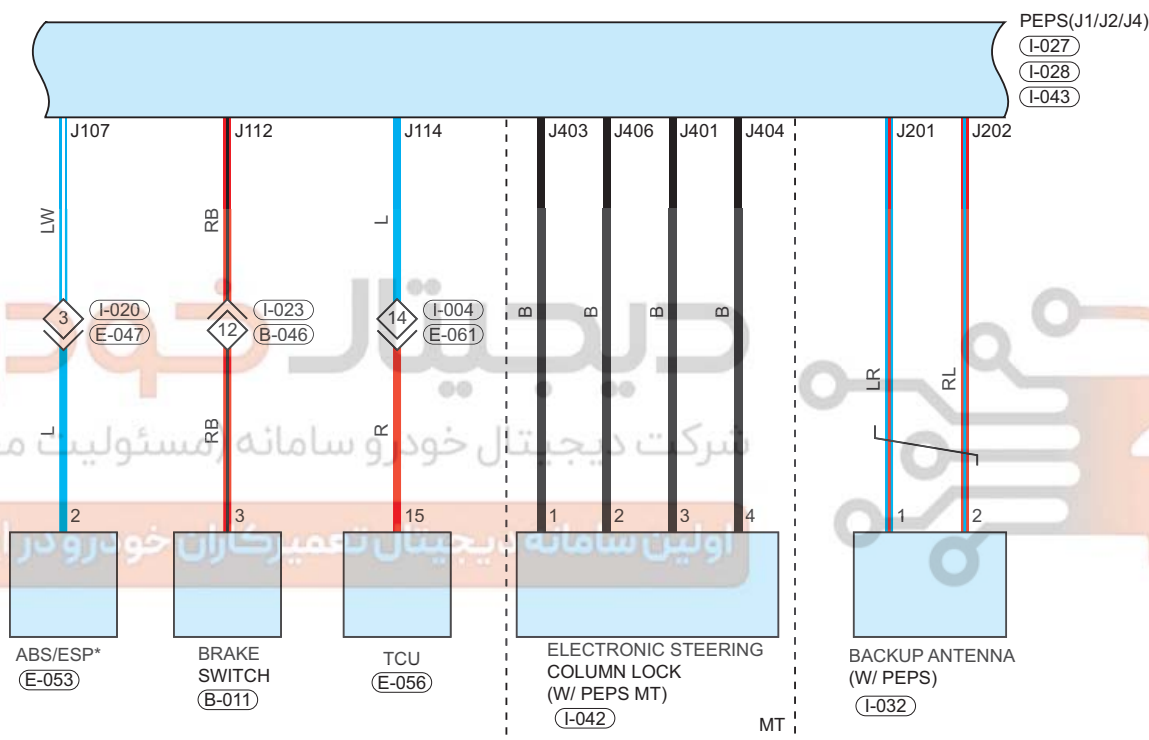 PEPS(J1/J2/J4)
I-027
I-028
I-043
J107 J112 J114 J403 J406 J401 J404 J201 J202
LW RB L B B B B LR RL
3 I-020 E-047
12 I-023 B-046
14 I-004 E-061
L RB R
دیجیتال خودرو
شرکت دیجیتال خودرو سامانه (مسئولیت
اولین سامانه دیجیتال تعمیرکاران خودرو در
2 3 15 1 2 3 4 1 2
ABS/ESP*
E-053
BRAKE
SWITCH
B-011
TCU
E-056
ELECTRONIC STEERING
COLUMN LOCK
(W/ PEPS MT)
I-042
MT
BACKUP ANTENNA
(W/ PEPS)
I-032